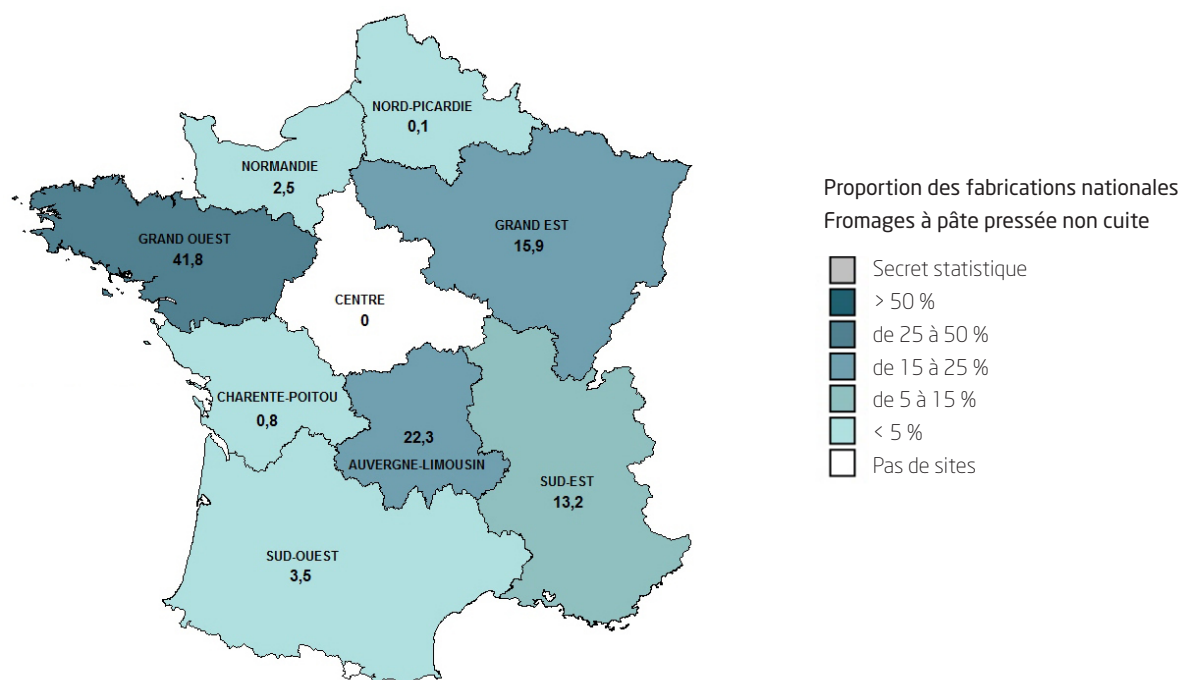 NORD-PICARDIE
0,1
NORMANDIE
2,5
GRAND EST
15,9
GRAND OUEST
41,8
CENTRE
0
CHARENTE-POITOU
0,8
22,3
AUVERGNE-LIMOUSIN
SUD-EST
13,2
SUD-OUEST
3,5
Proportion des fabrications nationales
Fromages à pâte pressée non cuite
Secret statistique
> 50 %
de 25 à 50 %
de 15 à 25 %
de 5 à 15 %
< 5 %
Pas de sites